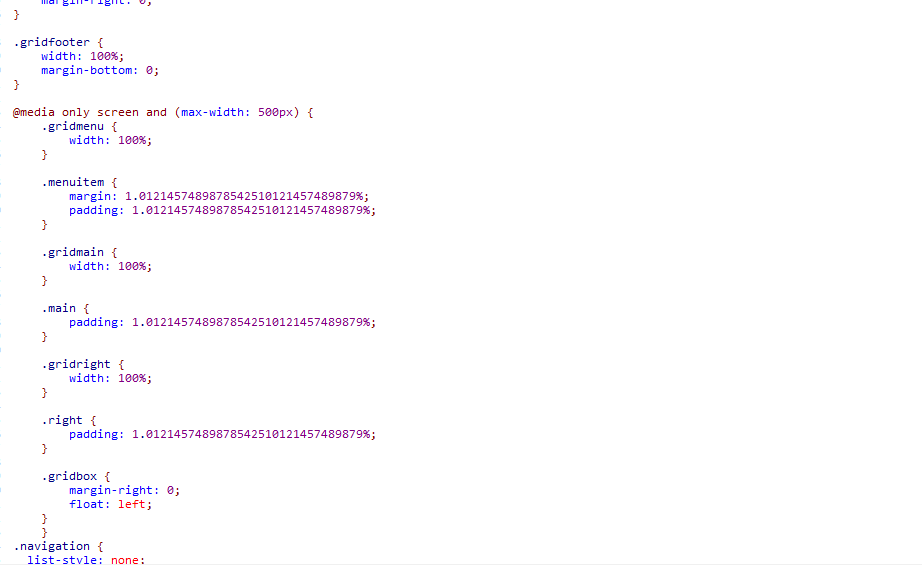 margin-right: 0;
}
.gridfooter {
width: 100%;
margin-bottom: 0;
}
@media only screen and (max-width: 500px) {
.gridmenu {
width: 100%;
}
.menuitem {
margin: 1.01214574898785425101214574898​79%;
padding: 1.0121457489878542510121457489879%;
}
.gridmain {
width: 100%;
}
.main {
padding: 1.0121457489878542510121457489879%;
}
.gridright {
width: 100%;
}
.right {
padding: 1.0121457489878542510121457489879%;
}
.gridbox {
margin-right: 0;
float: left;
}
}
.navigation {
list-style: none;